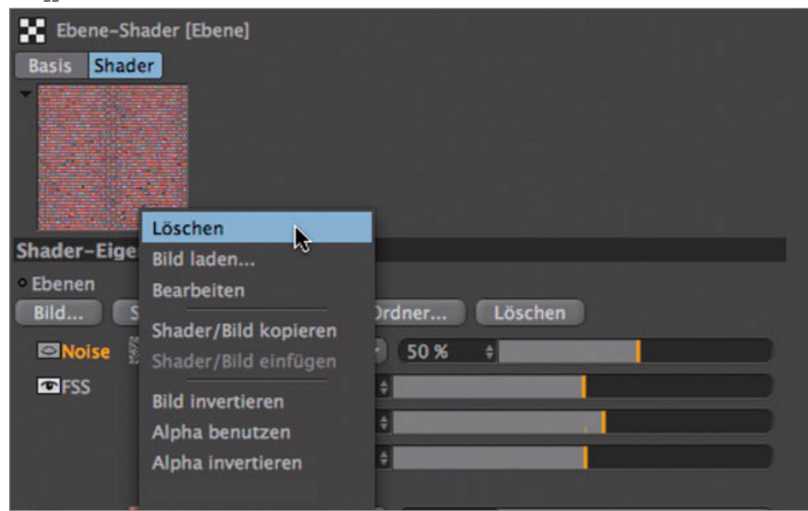 Ebene-Shader [Ebene]
Basis Shader
Löschen
Shader-Eige
Bild laden...
Ebenen
Bearbeiten
Bild... S Ordner... Löschen
Shader/Bild kopieren
Noise 50 %
Shader/Bild einfügen
FSS
Bild invertieren
Alpha benutzen
Alpha invertieren